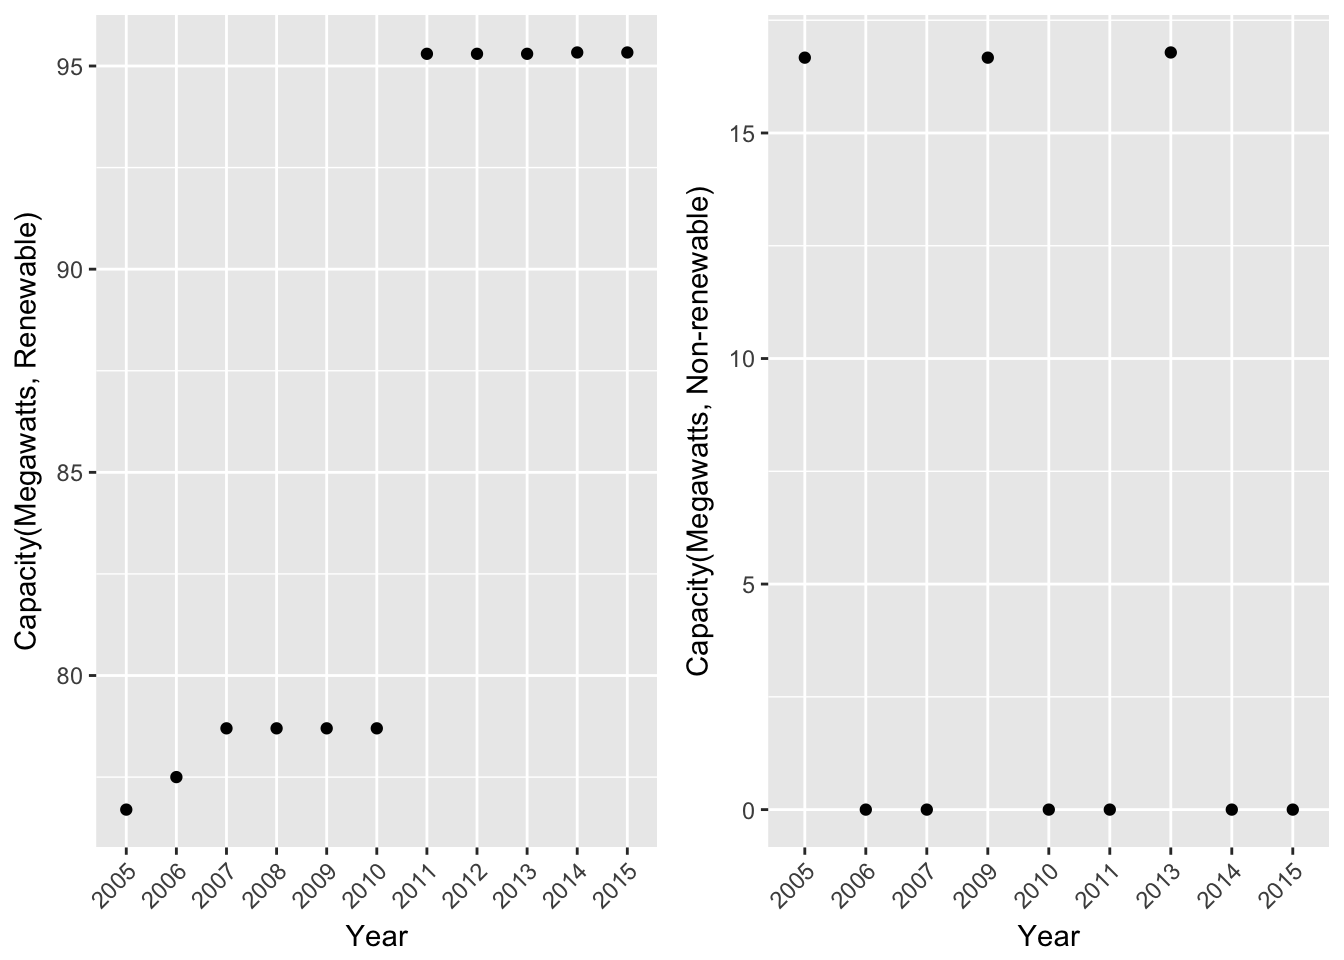 Capacity(Megawatts, Renewable)
95
90
85
80
2005 2006 2007 2008 2009 2010 2011 2012 2013 2014 2015
Year
Capacity(Megawatts, Non-renewable)
15
10
5
0
2005 2006 2007 2009 2010 2011 2013 2014 2015
Year